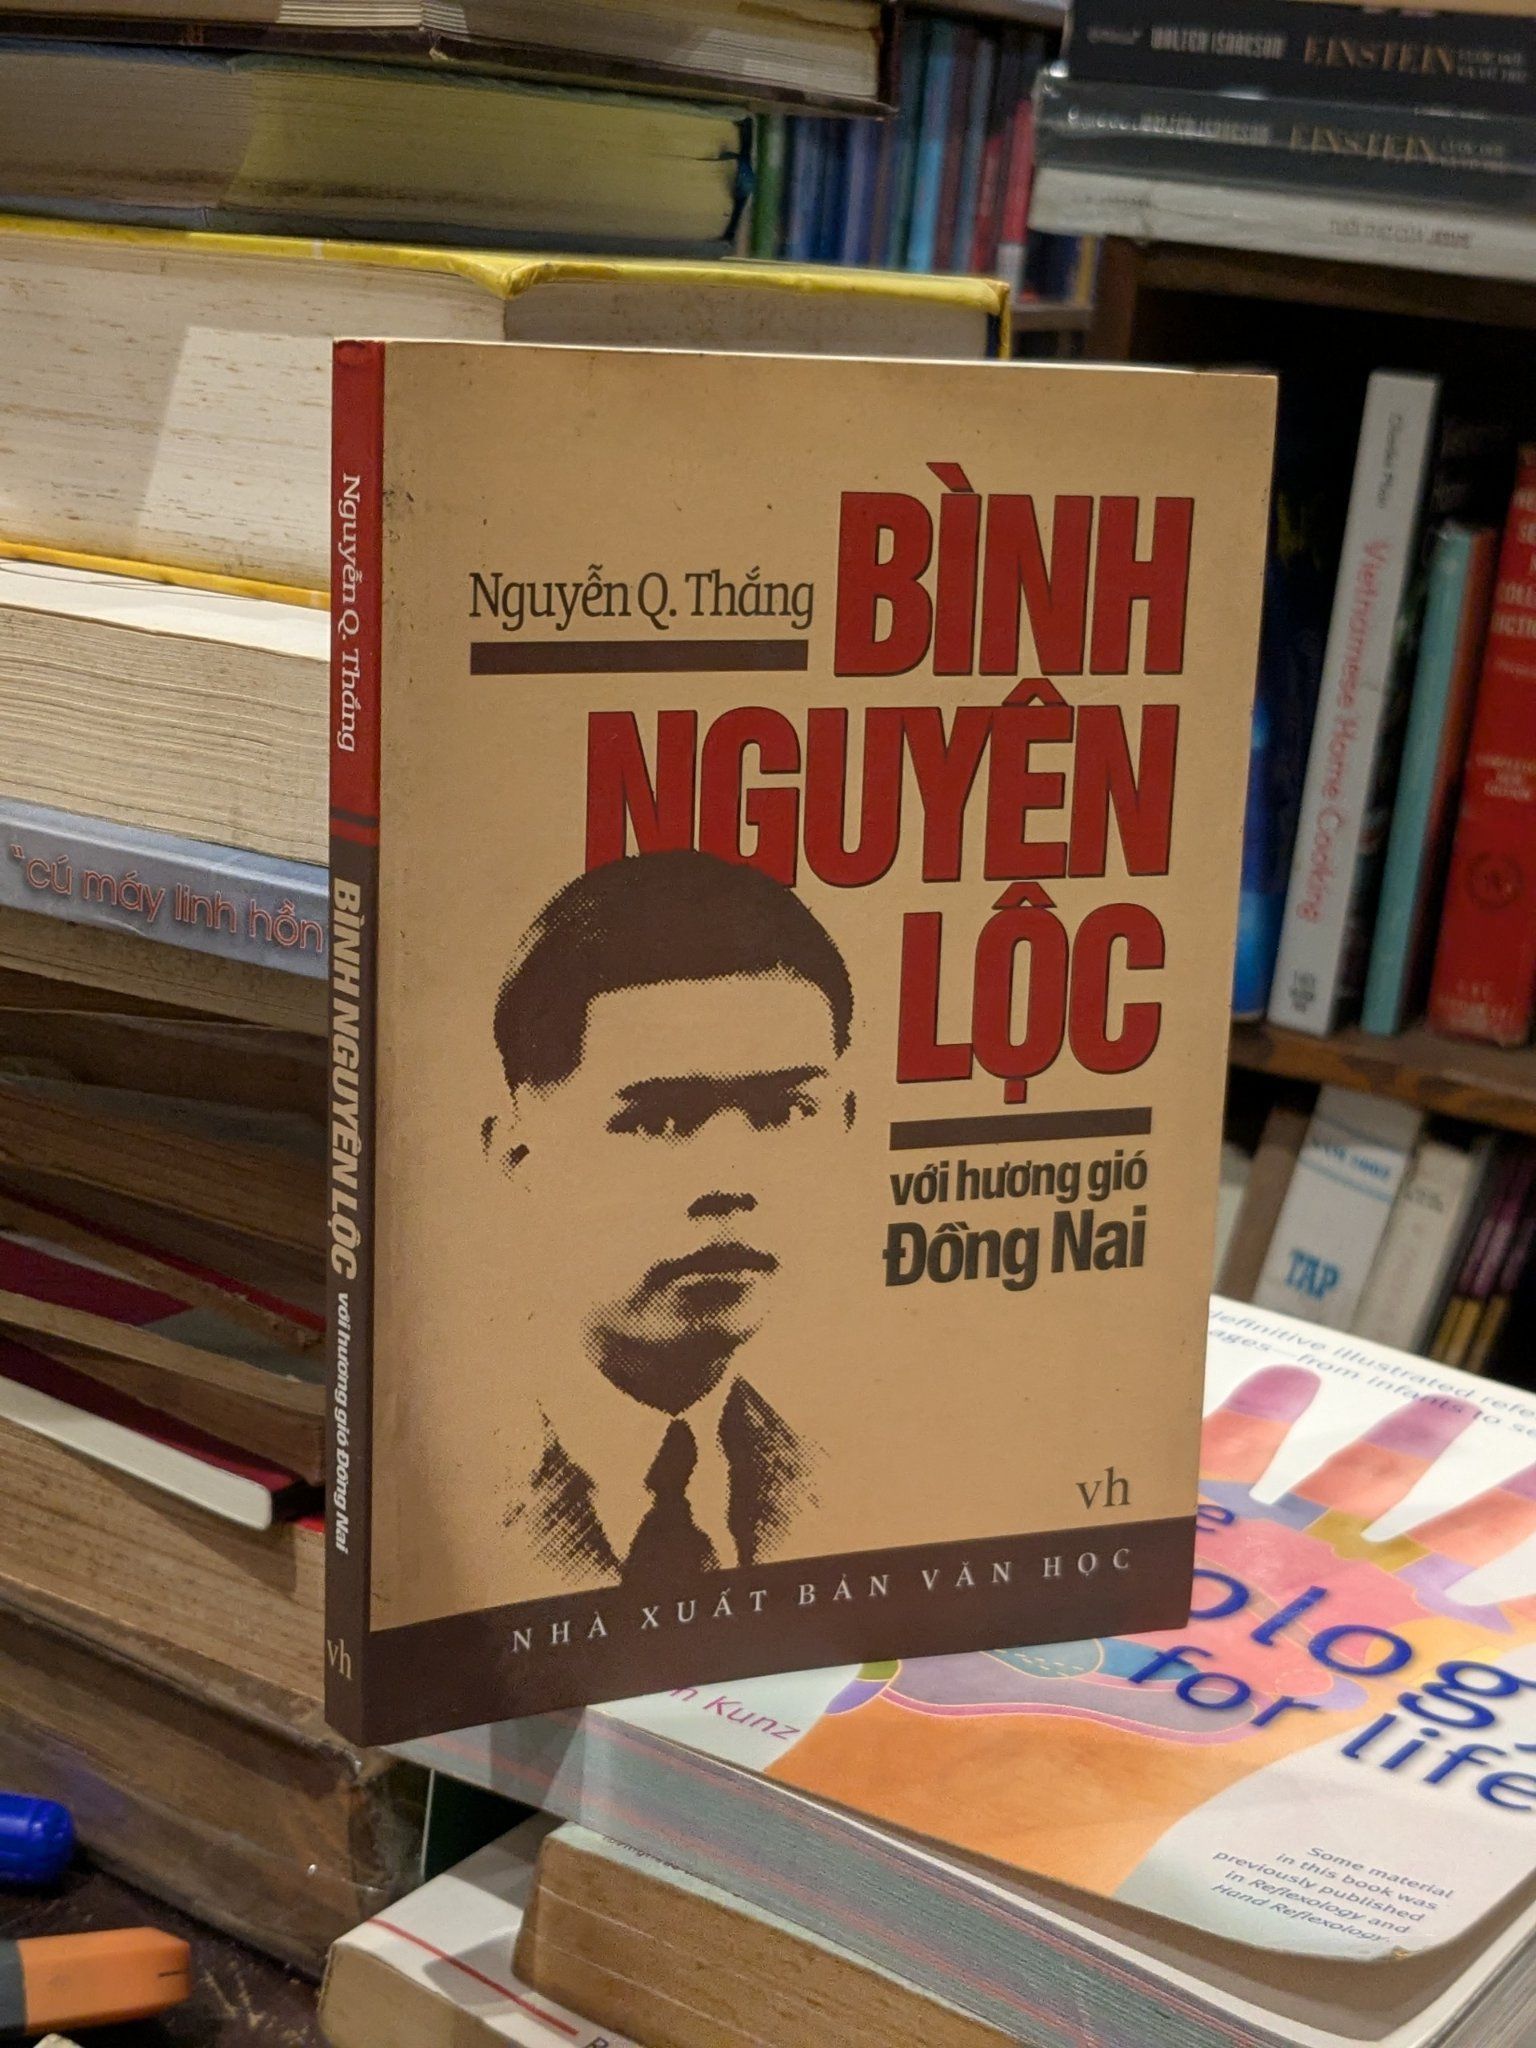 WALTER ISAACSON EINSTEIN
WALTER ISAACSON EINSTEIN
Nguyễn Q. Thắng
BÌNH
NGUYÊN
LỘC
với hương gió
Đồng Nai
vh
NHÀ XUẤT BẢN VĂN HỌC
Nguyễn Q. Thắng
BÌNH NGUYÊN LỘC với hương gió Đồng Nai
vh
"cú máy linh hồn
Vietnamese Home Cooking
TẬP
definitive illustrated
ages—from infants to
for life
Kunz
Some material
in this book was
previously published
in Reflexology and
Hand Reflexology.